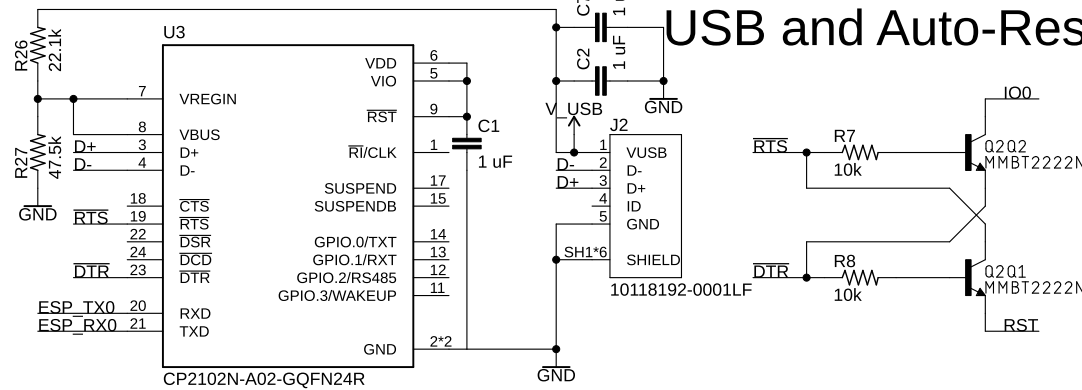 USB and Auto-Res
R26
22.1k
R27
47.5k
GND
U3
7
VREGIN
8
VBUS
D+
3
D+
D-
4
D-
18
CTS
RTS
19
RTS
22
DSR
24
DCD
DTR
23
DTR
ESP_TX0
20
RXD
ESP_RX0
21
TXD
VDD
6
VIO
5
RST
9
RI/CLK
1
SUSPEND
17
SUSPENDB
15
GPIO.0/TXT
14
GPIO.1/RXT
13
GPIO.2/RS485
12
GPIO.3/WAKEUP
11
GND
2*2
CP2102N-A02-GQFN24R
C1
1 uF
C2
1 uF
GND
V_USB
J2
1
VUSB
D-
2
D-
D+
3
D+
4
ID
5
GND
SH1*6
SHIELD
10118192-0001LF
GND
IO0
RTS
R7
10k
Q2Q2
MMBT2222N
DTR
R8
10k
Q2Q1
MMBT2222N
RST